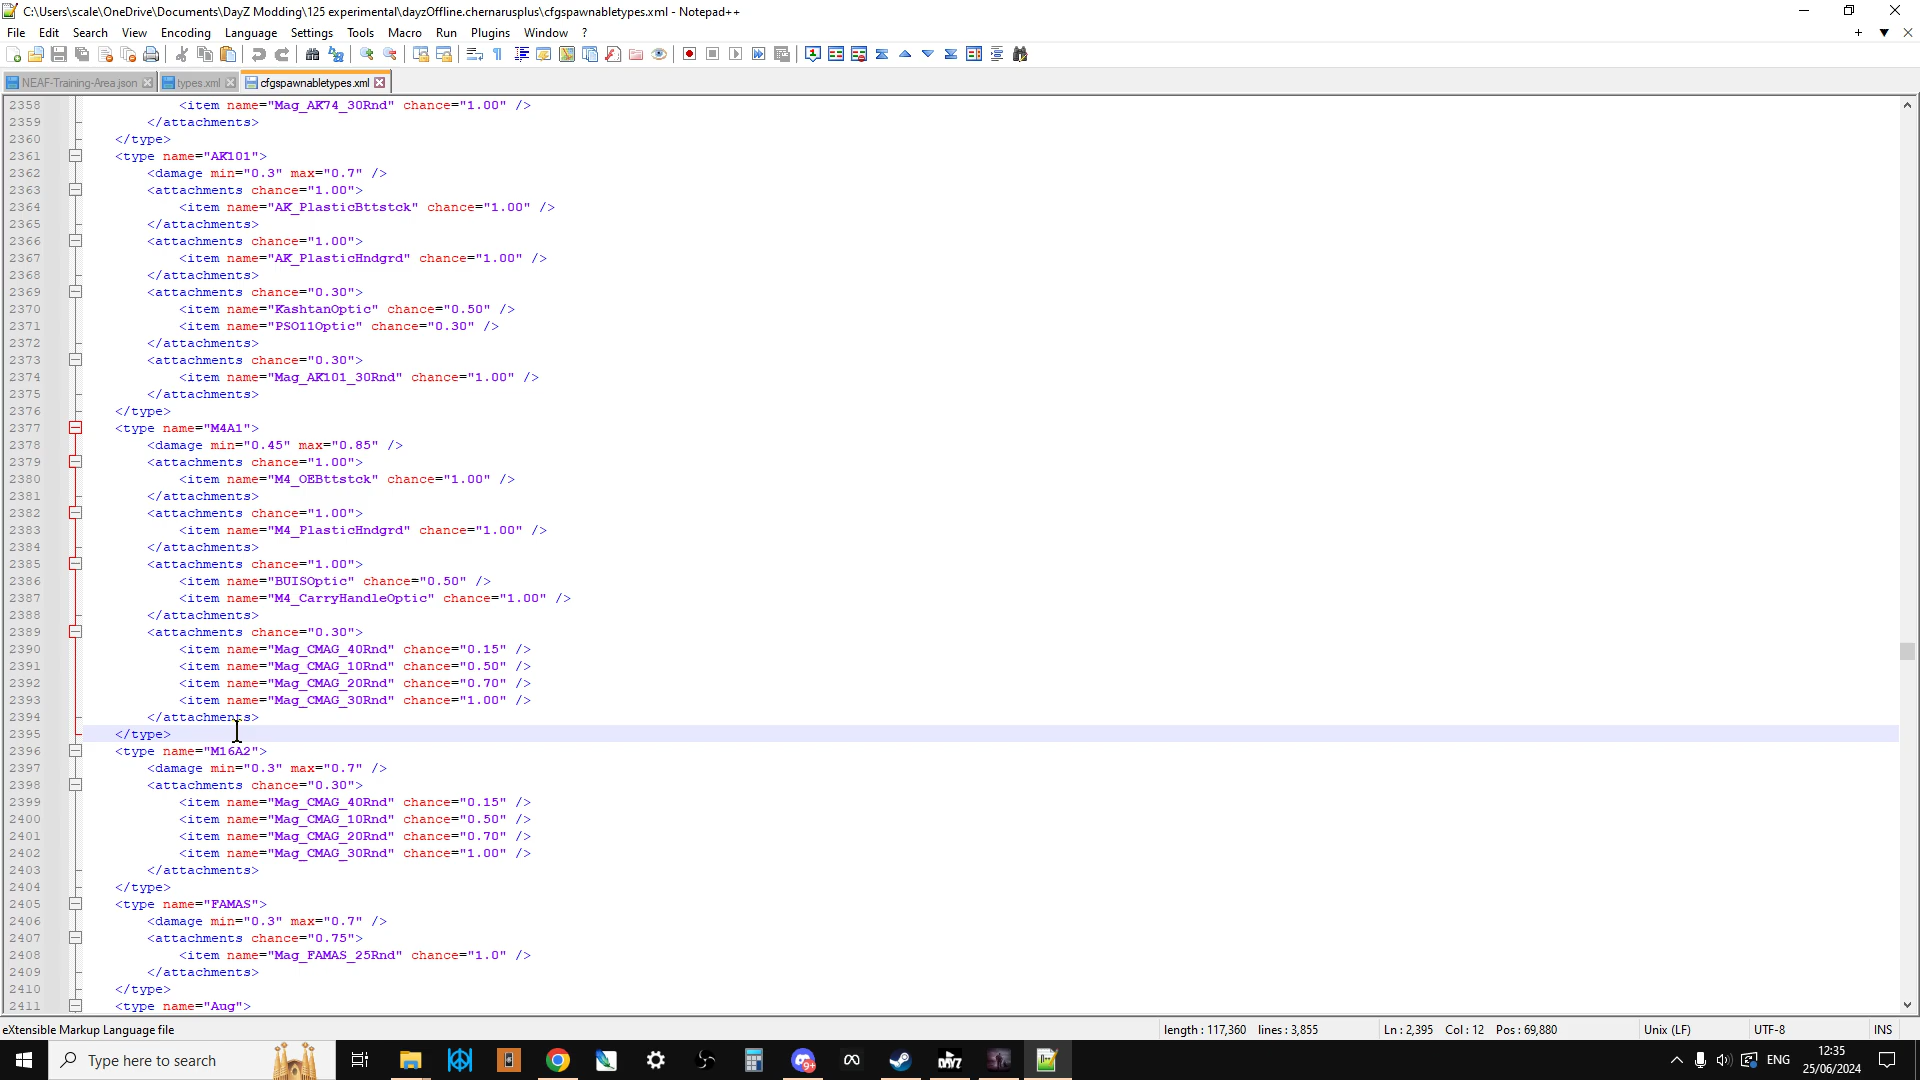 C:\Users\scale\OneDrive\Documents\DayZ Modding\125 experimental\dayzOffline.chernarusplus\cfgspawnabletypes.xml - Notepad++
File Edit Search View Encoding Language Settings Tools Macro Run Plugins Window ?
NEAF-Training-Area.json types.xml cfgspawnabletypes.xml
2358 <item name="Mag_AK74_30Rnd" chance="1.00" />
2359 </attachments>
2360 </type>
2361 <type name="AK101">
2362 <damage min="0.3" max="0.7" />
2363 <attachments chance="1.00">
2364 <item name="AK_PlasticBttstck" chance="1.00" />
2365 </attachments>
2366 <attachments chance="1.00">
2367 <item name="AK_PlasticHndgrd" chance="1.00" />
2368 </attachments>
2369 <attachments chance="0.30">
2370 <item name="KashtanOptic" chance="0.50" />
2371 <item name="PSO11Optic" chance="0.30" />
2372 </attachments>
2373 <attachments chance="0.30">
2374 <item name="Mag_AK101_30Rnd" chance="1.00" />
2375 </attachments>
2376 </type>
2377 <type name="M4A1">
2378 <damage min="0.45" max="0.85" />
2379 <attachments chance="1.00">
2380 <item name="M4_OEBttstck" chance="1.00" />
2381 </attachments>
2382 <attachments chance="1.00">
2383 <item name="M4_PlasticHndgrd" chance="1.00" />
2384 </attachments>
2385 <attachments chance="1.00">
2386 <item name="BUISOptic" chance="0.50" />
2387 <item name="M4_CarryHandleOptic" chance="1.00" />
2388 </attachments>
2389 <attachments chance="0.30">
2390 <item name="Mag_CMAG_40Rnd" chance="0.15" />
2391 <item name="Mag_CMAG_10Rnd" chance="0.50" />
2392 <item name="Mag_CMAG_20Rnd" chance="0.70" />
2393 <item name="Mag_CMAG_30Rnd" chance="1.00" />
2394 </attachments>
2395 </type>
2396 <type name="M16A2">
2397 <damage min="0.3" max="0.7" />
2398 <attachments chance="0.30">
2399 <item name="Mag_CMAG_40Rnd" chance="0.15" />
2400 <item name="Mag_CMAG_10Rnd" chance="0.50" />
2401 <item name="Mag_CMAG_20Rnd" chance="0.70" />
2402 <item name="Mag_CMAG_30Rnd" chance="1.00" />
2403 </attachments>
2404 </type>
2405 <type name="FAMAS">
2406 <damage min="0.3" max="0.7" />
2407 <attachments chance="0.75">
2408 <item name="Mag_FAMAS_25Rnd" chance="1.0" />
2409 </attachments>
2410 </type>
2411 <type name="Aug">
eXtensible Markup Language file length : 117,360 lines : 3,855 Ln : 2,395 Col : 12 Pos : 69,880 Unix (LF) UTF-8 INS
Type here to search 9+ DAYZ ENG 12:35
25/06/2024